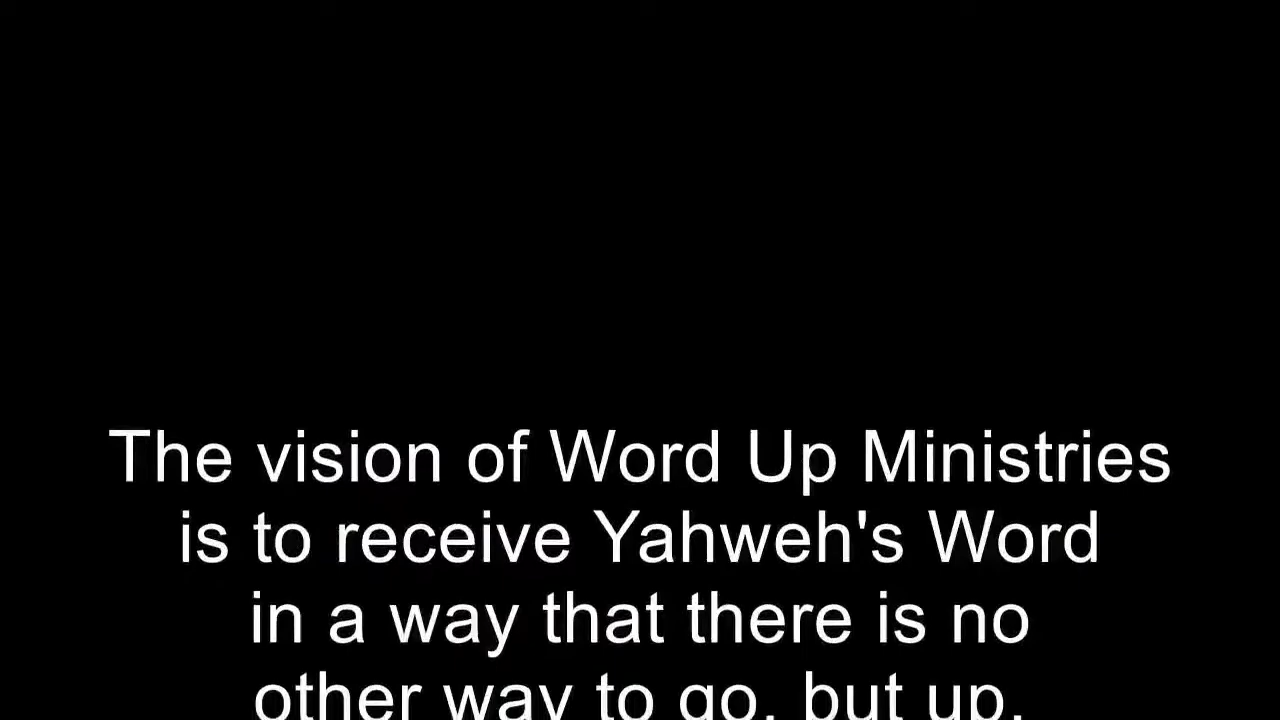 The vision of Word Up Ministries
is to receive Yahweh's Word
in a way that there is no
other way to go, but up.